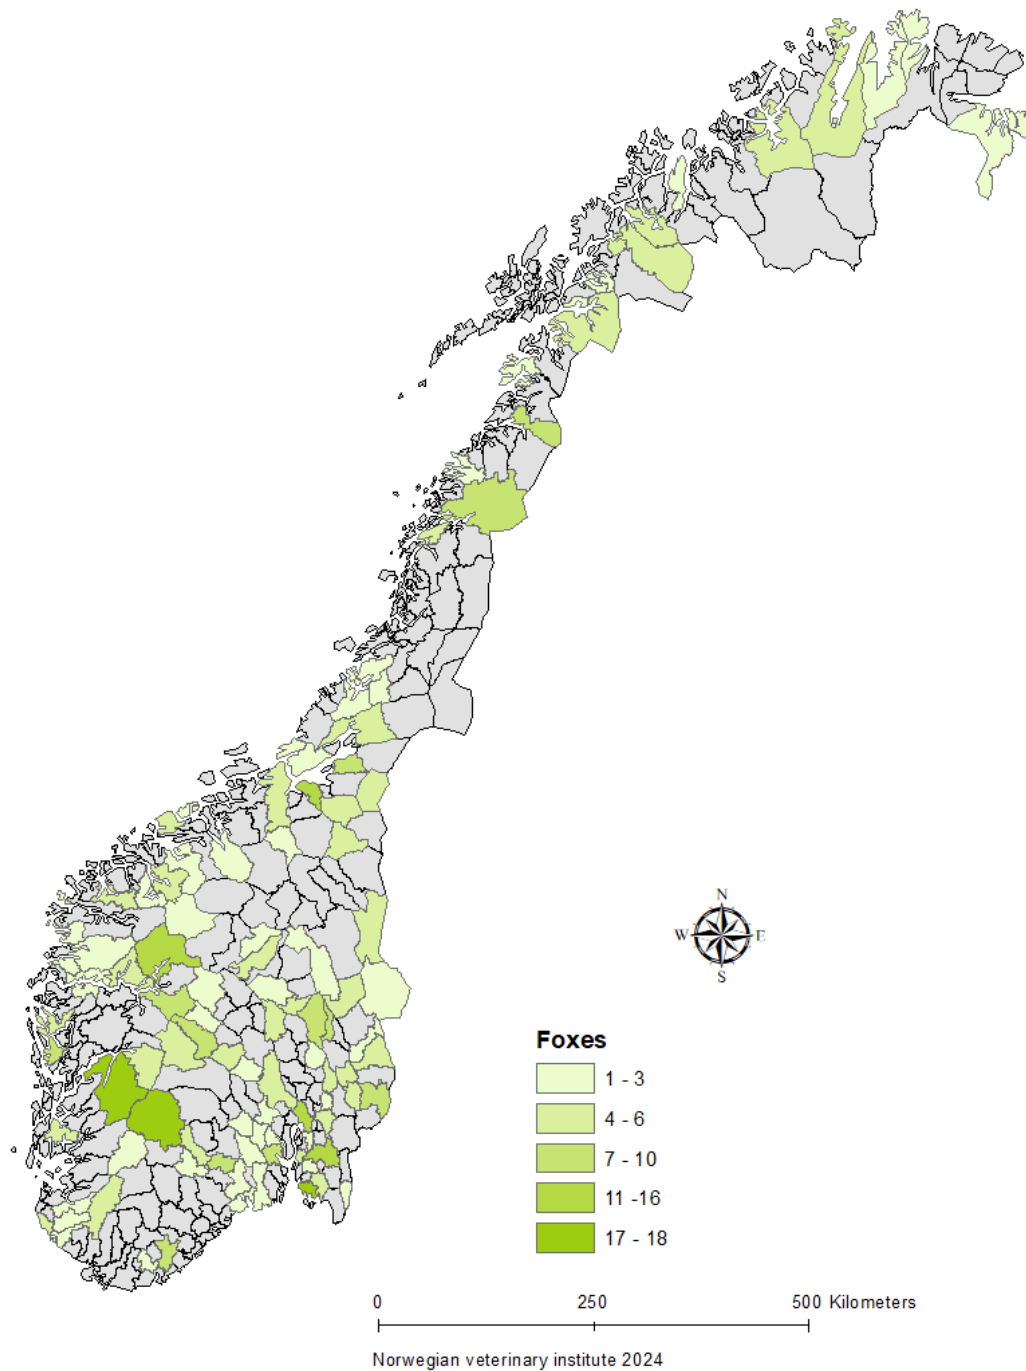 N
W E
S
Foxes
1 - 3
4 - 6
7 - 10
11 -16
17 - 18
0 250 500 Kilometers
Norwegian veterinary institute 2024